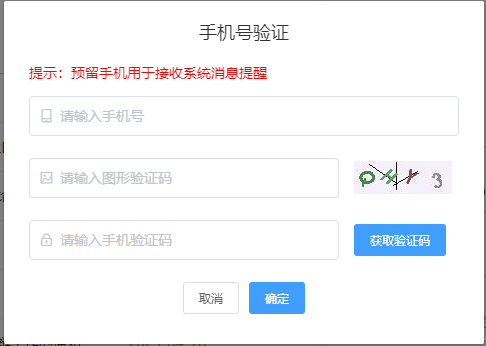 手机号验证
提示：预留手机用于接收系统消息提醒
请输入手机号
请输入图形验证码
请输入手机验证码
获取验证码
取消
确定